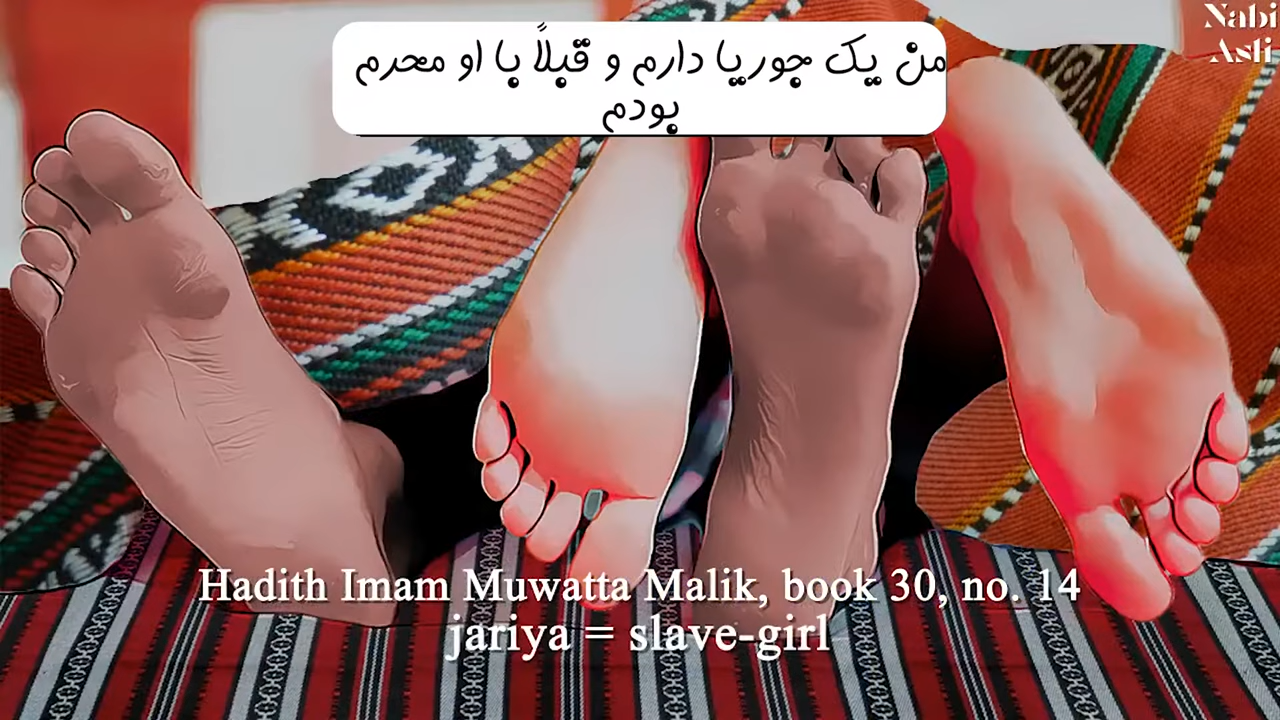 Nabi
Asli
من یک جوریا دارم و قبلاً با او محرم
بودم
Hadith Imam Muwatta Malik, book 30, no. 14
jariya = slave-girl